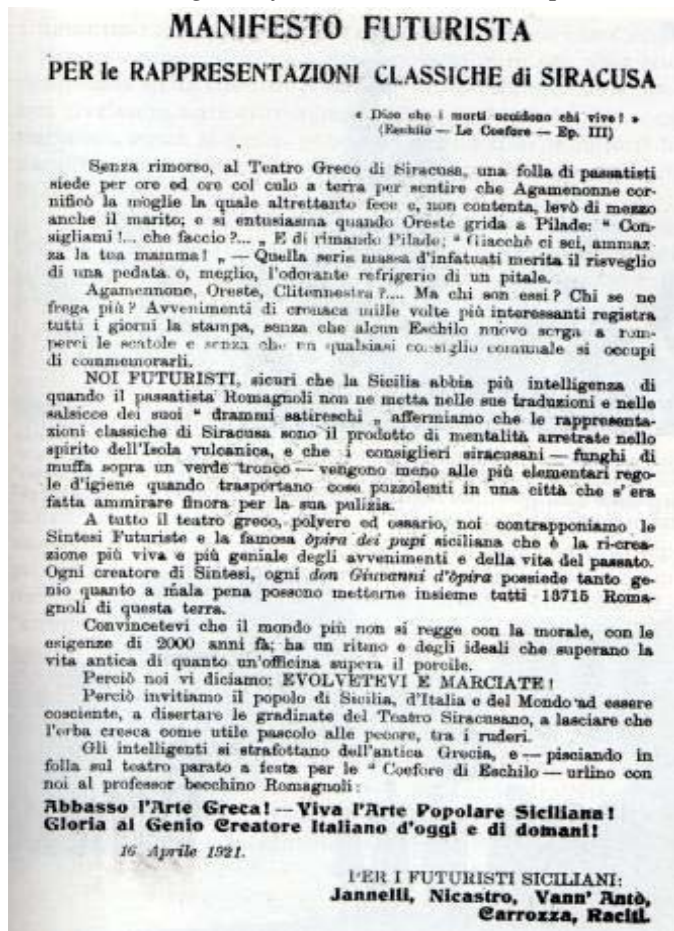 MANIFESTO FUTURISTA
PER le RAPPRESENTAZIONI CLASSICHE di SIRACUSA
« Dico che i morti uccidono chi vive ! »
(Eschilo — Le Coefore — Ep. III)
Senza rimorso, al Teatro Greco di Siracusa, una folla di passatisti
siede per ore ed ore col culo a terra per sentire che Agamenonne cor-
nificò la moglie la quale altrettanto fece e, non contenta, levò di mezzo
anche il marito; e si entusiasma quando Oreste grida a Pilade: “ Con-
sigliami !... che faccio ?... „ E di rimando Pilade: “ Giacchè ci sei, ammaz-
za la tua mamma ! „ — Quella seria massa d'infatuati merita il risveglio
di una pedata o, meglio, l'odorante refrigerio di un pitale.
Agamennone, Oreste, Clitennestra ?.... Ma chi son essi ? Chi se ne
frega più ? Avvenimenti di cronaca mille volte più interessanti registra
tutti i giorni la stampa, senza che alcun Eschilo nuovo sorga a rom-
perci le scatole e senza che un qualsiasi consiglio comunale si occupi
di commemorarli.
NOI FUTURISTI, sicuri che la Sicilia abbia più intelligenza di
quando il passatista Romagnoli non ne metta nelle sue traduzioni e nelle
salsicce dei suoi “ drammi satireschi „ affermiamo che le rappresenta-
zioni classiche di Siracusa sono il prodotto di mentalità arretrate nello
spirito dell'Isola vulcanica, e che i consiglieri siracusani — funghi di
muffa sopra un verde tronco — vengono meno alle più elementari rego-
le d'igiene quando trasportano cose puzzolenti in una città che s'era
fatta ammirare finora per la sua pulizia.
A tutto il teatro greco, polvere ed ossario, noi contrapponiamo le
Sintesi Futuriste e la famosa òpira dei pupi siciliana che è la ri-crea-
zione più viva e più geniale degli avvenimenti e della vita del passato.
Ogni creatore di Sintesi, ogni don Giuvanni d'òpira possiede tanto ge-
nio quanto a mala pena possono metterne insieme tutti 13715 Roma-
gnoli di questa terra.
Convincetevi che il mondo più non si regge con la morale, con le
esigenze di 2000 anni fà; ha un ritmo e degli ideali che superano la
vita antica di quanto un'officina supera il porcile.
Perciò noi vi diciamo: EVOLVETEVI E MARCIATE !
Perciò invitiamo il popolo di Sicilia, d'Italia e del Mondo ad essere
cosciente, a disertare le gradinate del Teatro Siracusano, a lasciare che
l'erba cresca come utile pascolo alle pecore, tra i ruderi.
Gli intelligenti si strafottano dell'antica Grecia, e — pisciando in
folla sul teatro parato a festa per le “ Coefore di Eschilo — urlino con
noi al professor becchino Romagnoli:
Abbasso l'Arte Greca! — Viva l'Arte Popolare Siciliana!
Gloria al Genio Creatore Italiano d'oggi e di domani!
16 Aprile 1921.
PER I FUTURISTI SICILIANI:
Jannelli, Nicastro, Vann' Antò,
Carrozza, Raciti.